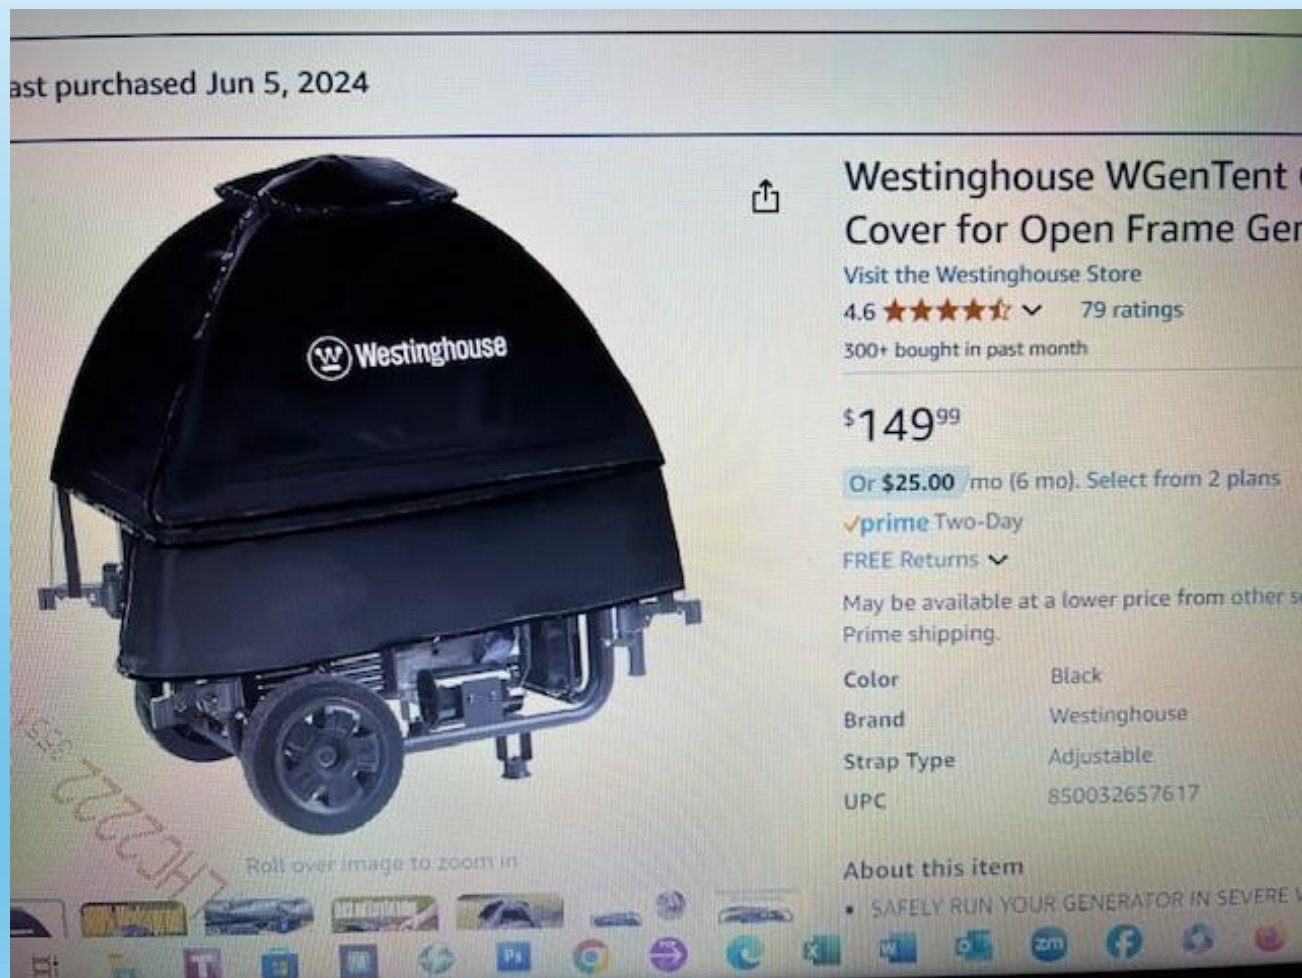 ast purchased Jun 5, 2024
Westinghouse WGenTent
Cover for Open Frame Ger
Visit the Westinghouse Store
4.6 79 ratings
300+ bought in past month
$149 99
Or $25.00 /mo (6 mo). Select from 2 plans
prime Two-Day
FREE Returns
May be available at a lower price from other s
Prime shipping.
Color Black
Brand Westinghouse
Strap Type Adjustable
UPC 850032657617
About this item
• SAFELY RUN YOUR GENERATOR IN SEVERE
W Westinghouse
Roll over image to zoom in
LHC2222
T
Ps
X
W
O
zm
f